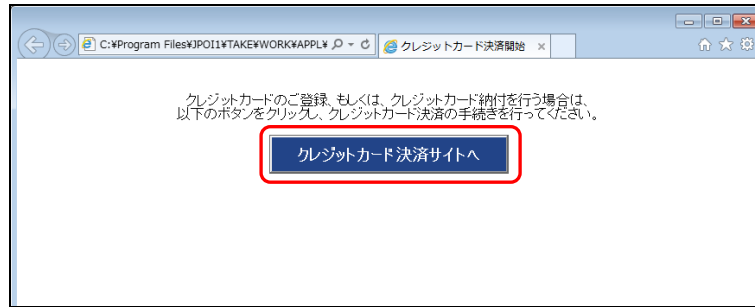 C:¥Program Files¥JPOI1¥TAKE¥WORK¥APPL¥
クレジットカード決済開始
クレジットカードのご登録、もしくは、クレジットカード納付を行う場合は、
以下のボタンをクリックし、クレジットカード決済の手続きを行ってください。
クレジットカード決済サイトへ